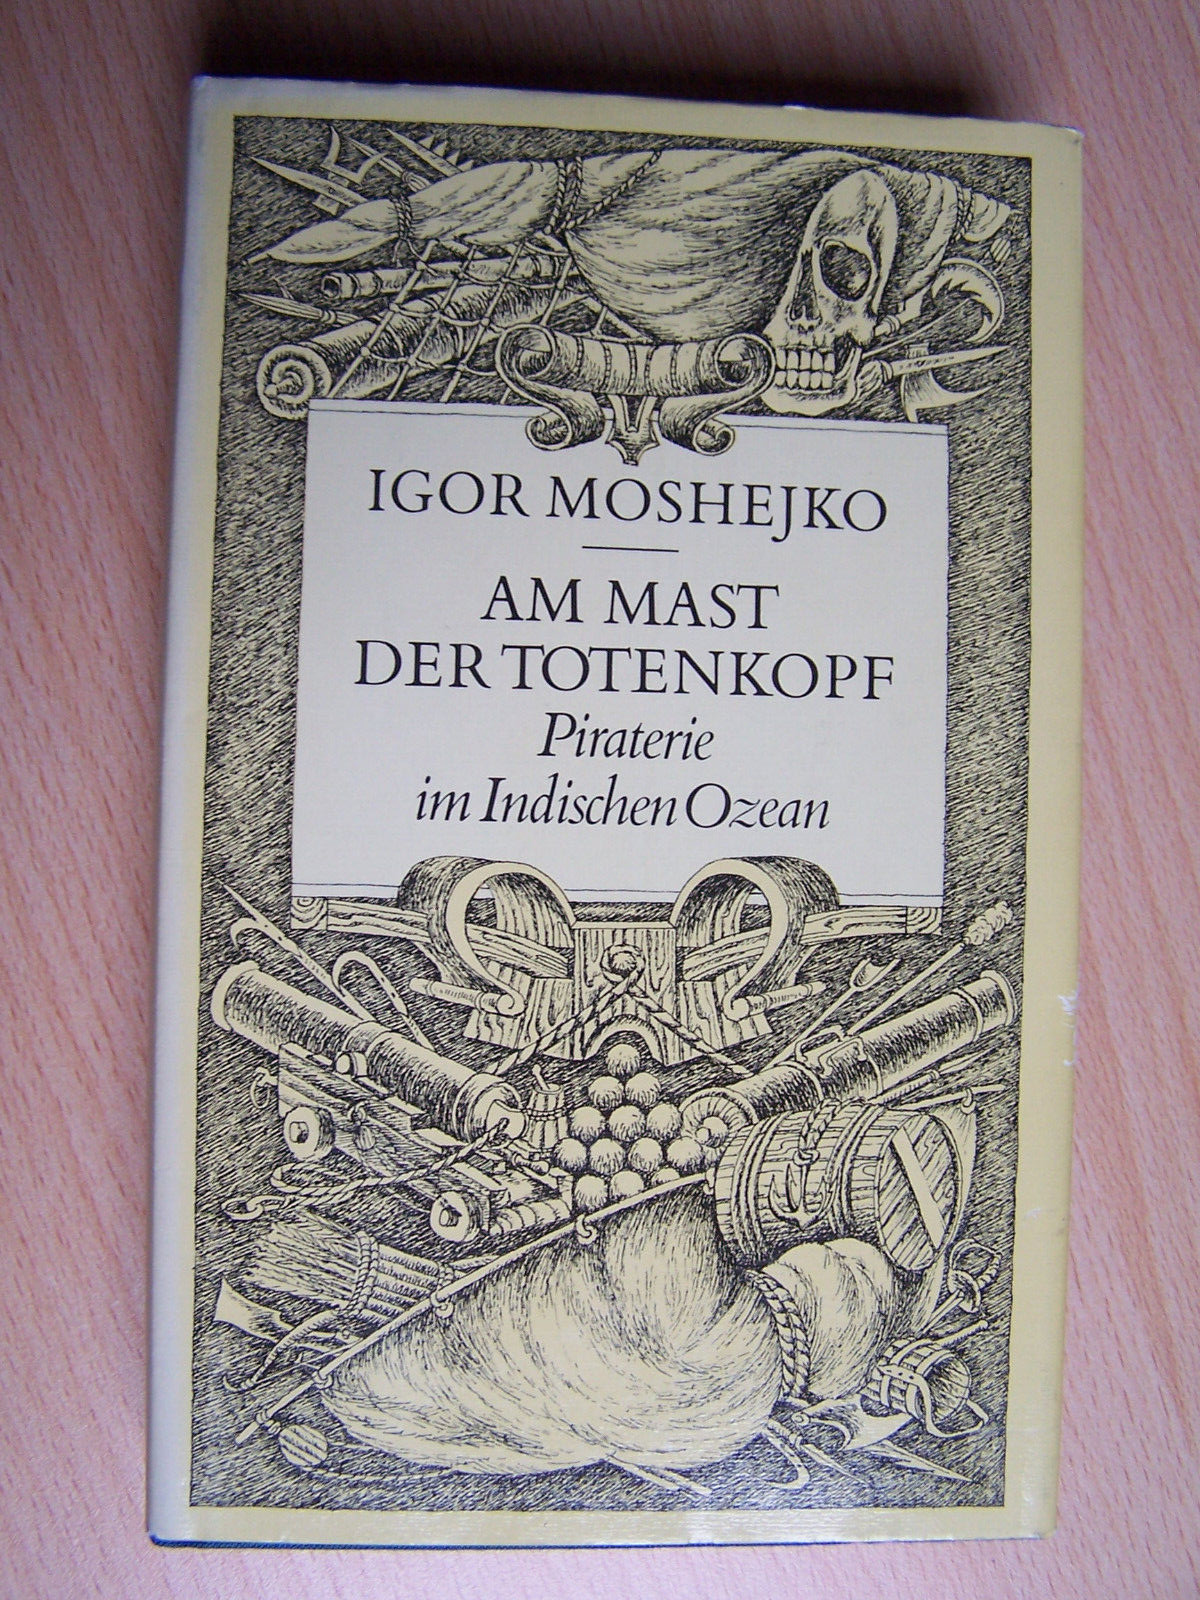 IGOR MOSHEJKO
AM MAST
DER TOTENKOPF
Piraterie
im Indischen Ozean